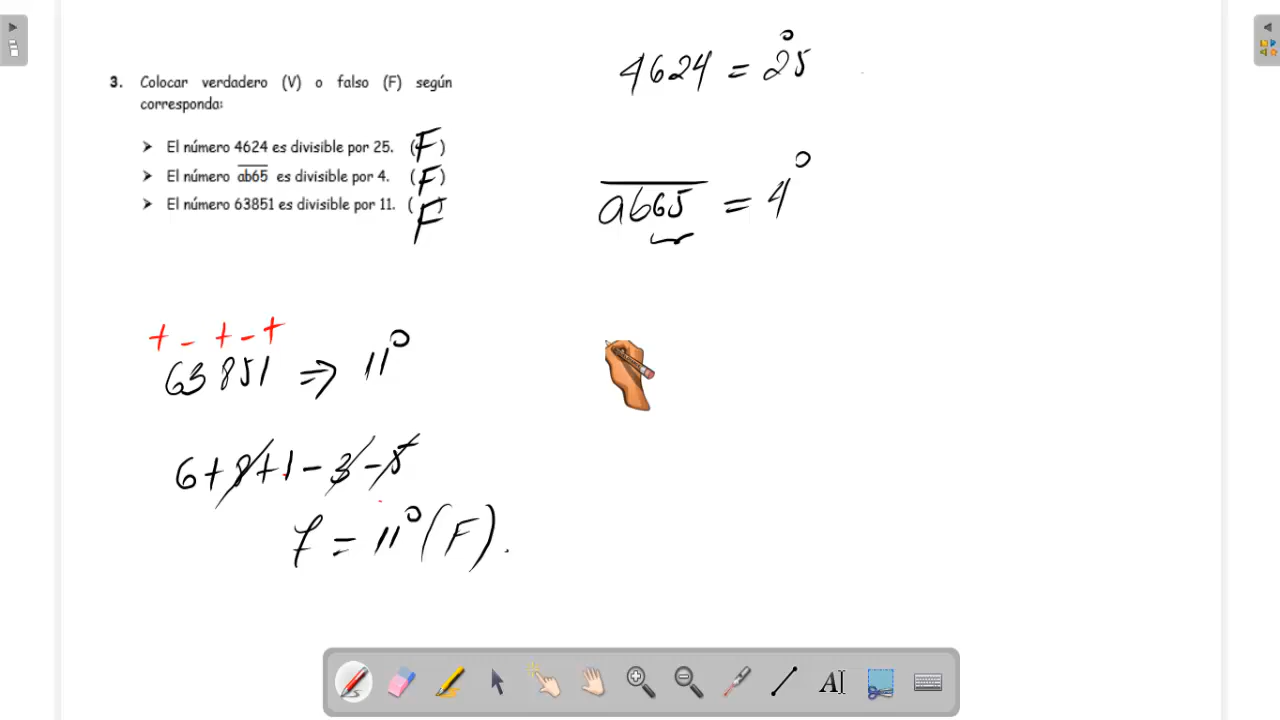 3. Colocar verdadero (V) o falso (F) según
corresponda:
➤ El número 4624 es divisible por 25. (F)
➤ El número ab65 es divisible por 4. (F)
➤ El número 63851 es divisible por 11. (F)
4624 = 25°
ab65 = 4°
+ - + - +
63851 ⇒ 11°
6+8+1-3-5
7 = 11° (F).
A